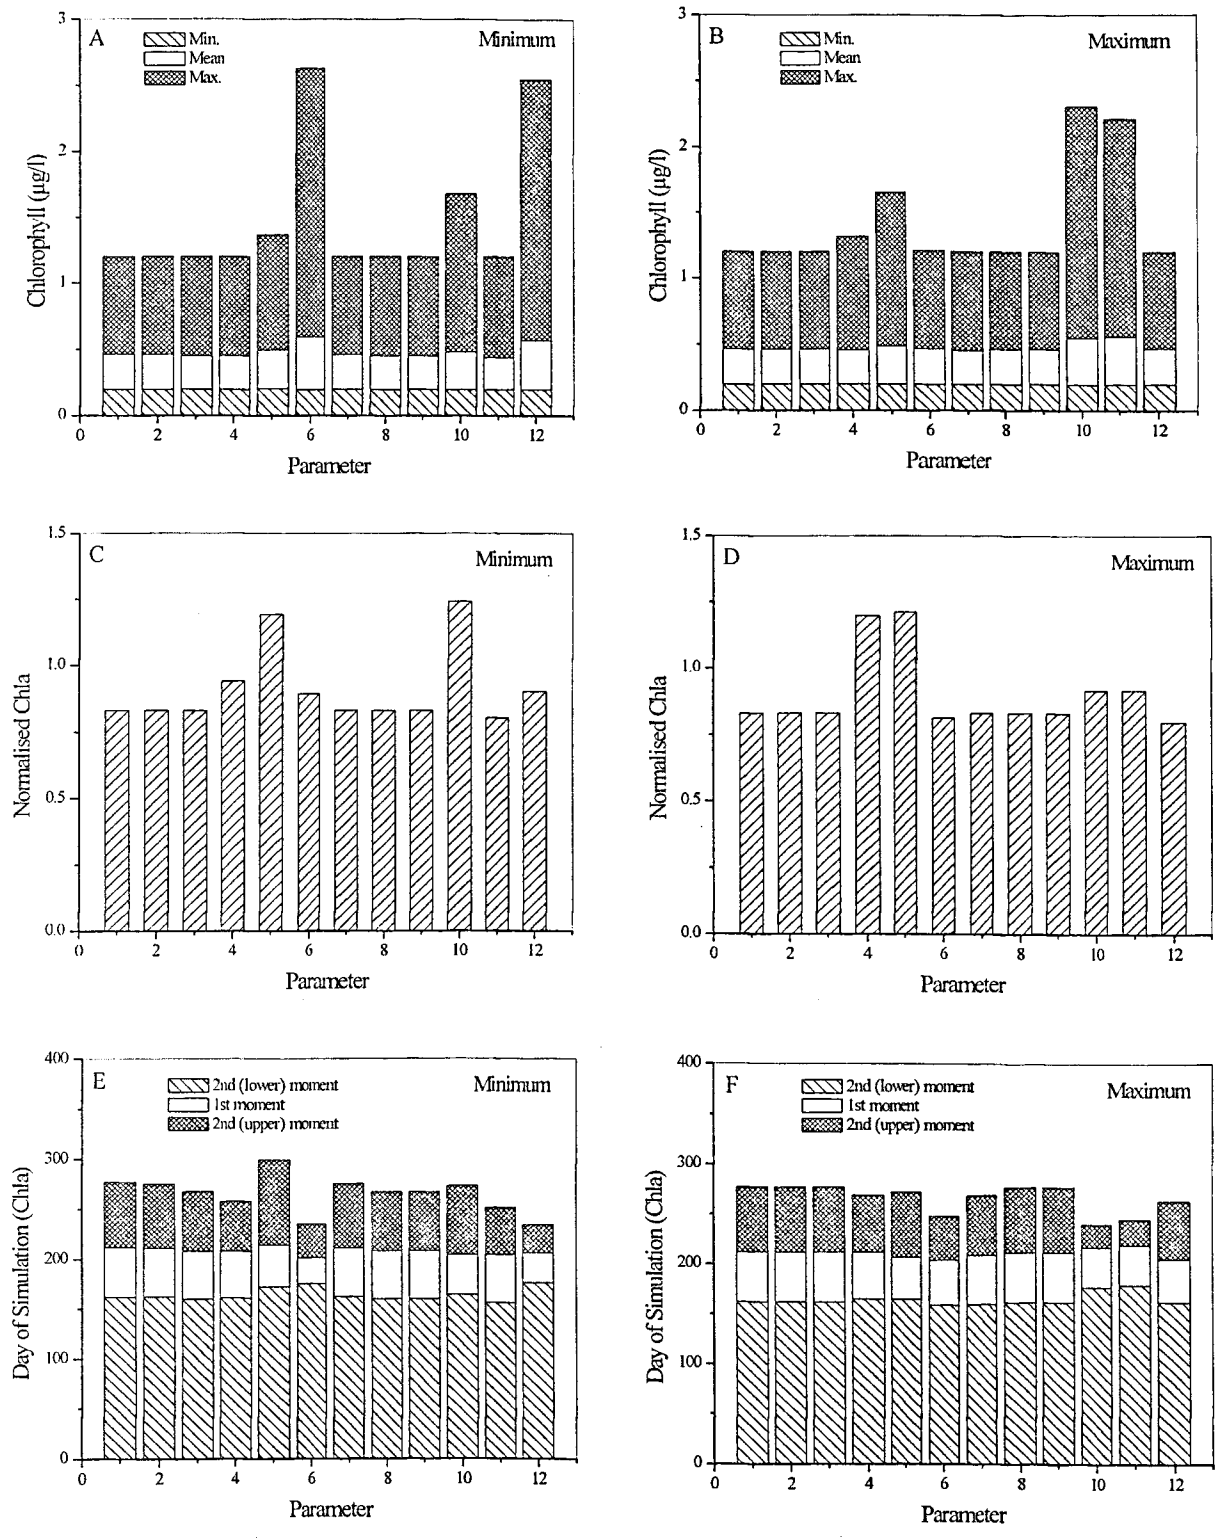 A
Min.
Mean
Max.
Minimum
3
2
1
0
Chlorophyll (µg/l)
0 2 4 6 8 10 12
Parameter
B
Min.
Mean
Max.
Maximum
3
2
1
0
Chlorophyll (µg/l)
0 2 4 6 8 10 12
Parameter
C
Minimum
1.5
1.0
0.5
0.0
Normalised Chla
0 2 4 6 8 10 12
Parameter
D
Maximum
1.5
1.0
0.5
0.0
Normalised Chla
0 2 4 6 8 10 12
Parameter
E
2nd (lower) moment
1st moment
2nd (upper) moment
Minimum
400
300
200
100
0
Day of Simulation (Chla)
0 2 4 6 8 10 12
Parameter
F
2nd (lower) moment
1st moment
2nd (upper) moment
Maximum
400
300
200
100
0
Day of Simulation (Chla)
0 2 4 6 8 10 12
Parameter